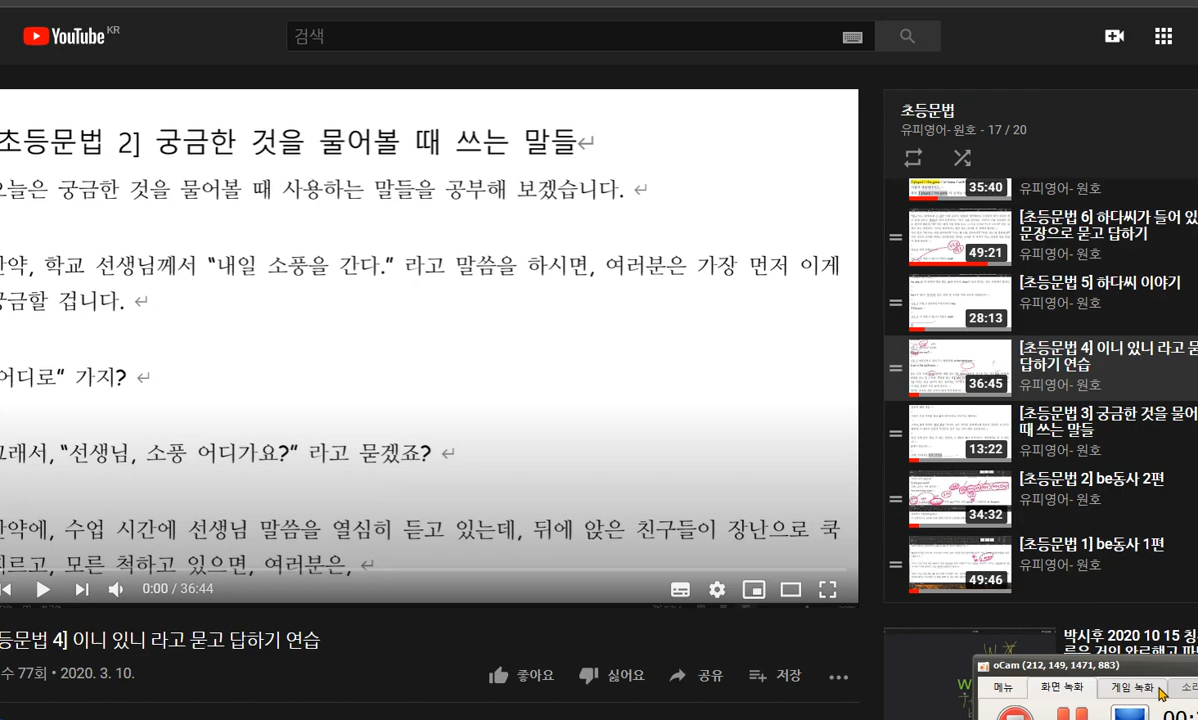 YouTube KR
검색
초등문법 2] 궁금한 것을 물어볼 때 쓰는 말들
오늘은 궁금한 것을 물어볼 때 사용하는 말들을 공부해 보겠습니다.
만약, 학교 선생님께서 “내일 소풍을 간다.” 라고 말씀을 하시면, 여러분은 가장 먼저 이게
궁금할 겁니다.
어디로” 가지?
그래서, “선생님, 소풍 어디가요?” 라고 묻겠죠?
만약에, 수업 시간에 선생님 말씀을 열심히 듣고 있는데, 뒤에 앉은 친구들이 장난으로 쿡
찌르고, 모른 척하고 있으면, 여러분은,
0:00 / 36:44
등문법 4] 이니 있니 라고 묻고 답하기 연습
수 77회 • 2020. 3. 10.
좋아요
싫어요
공유
저장
초등문법
유피영어- 원호 - 17 / 20
35:40
유피영어- 원호
[초등문법 6] 하다씨가 들어 있
문장으로 묻고 답하기
유피영어- 원호
49:21
[초등문법 5] 하다씨 이야기
유피영어- 원호
28:13
[초등문법 4] 이니 있니 라고 묻
답하기 연습
유피영어- 원호
36:45
[초등문법 3] 궁금한 것을 물어
때 쓰는 말들
유피영어- 원호
13:22
[초등문법 2] be동사 2편
유피영어- 원호
34:32
[초등문법 1] be동사 1편
유피영어- 원호
49:46
박시후 2020 10 15 칭
oCam (212, 149, 1471, 883)
메뉴
화면 녹화
게임 녹화
소리